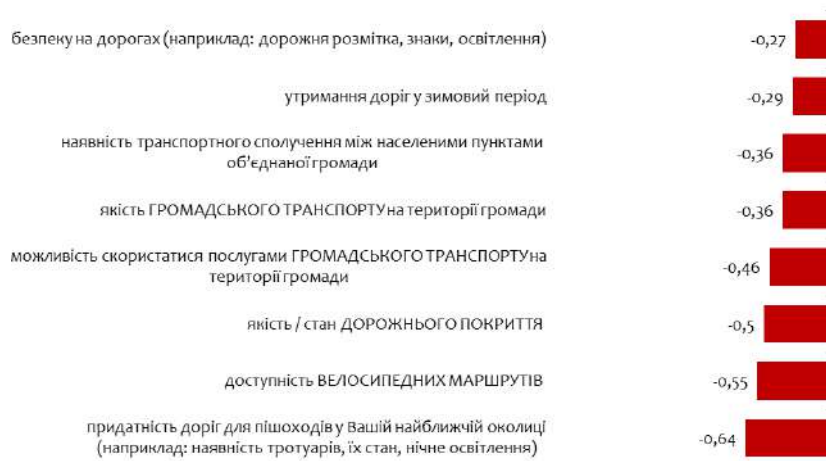 безпеку на дорогах (наприклад: дорожня розмітка, знаки, освітлення)
-0,27
утримання доріг у зимовий період
-0,29
наявність транспортного сполучення між населеними пунктами
об’єднаної громади
-0,36
якість ГРОМАДСЬКОГО ТРАНСПОРТУ на території громади
-0,36
можливість скористатися послугами ГРОМАДСЬКОГО ТРАНСПОРТУ на
території громади
-0,46
якість / стан ДОРОЖНЬОГО ПОКРИТТЯ
-0,5
доступність ВЕЛОСИПЕДНИХ МАРШРУТІВ
-0,55
придатність доріг для пішоходів у Вашій найближчій околиці
(наприклад: наявність тротуарів, їх стан, нічне освітлення)
-0,64